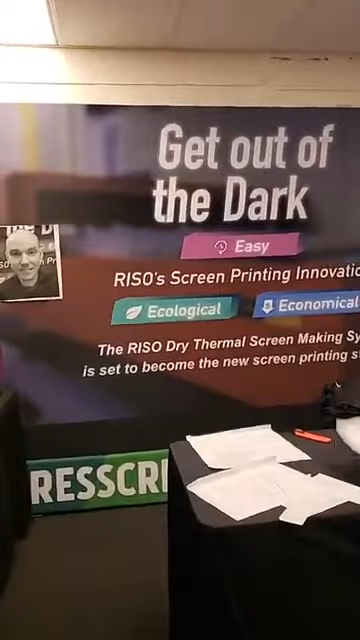 Get out of
the Dark
Easy
RISO's Screen Printing Innovatio
Ecological
Economical
The RISO Dry Thermal Screen Making Sy
is set to become the new screen printing s
RESSCR